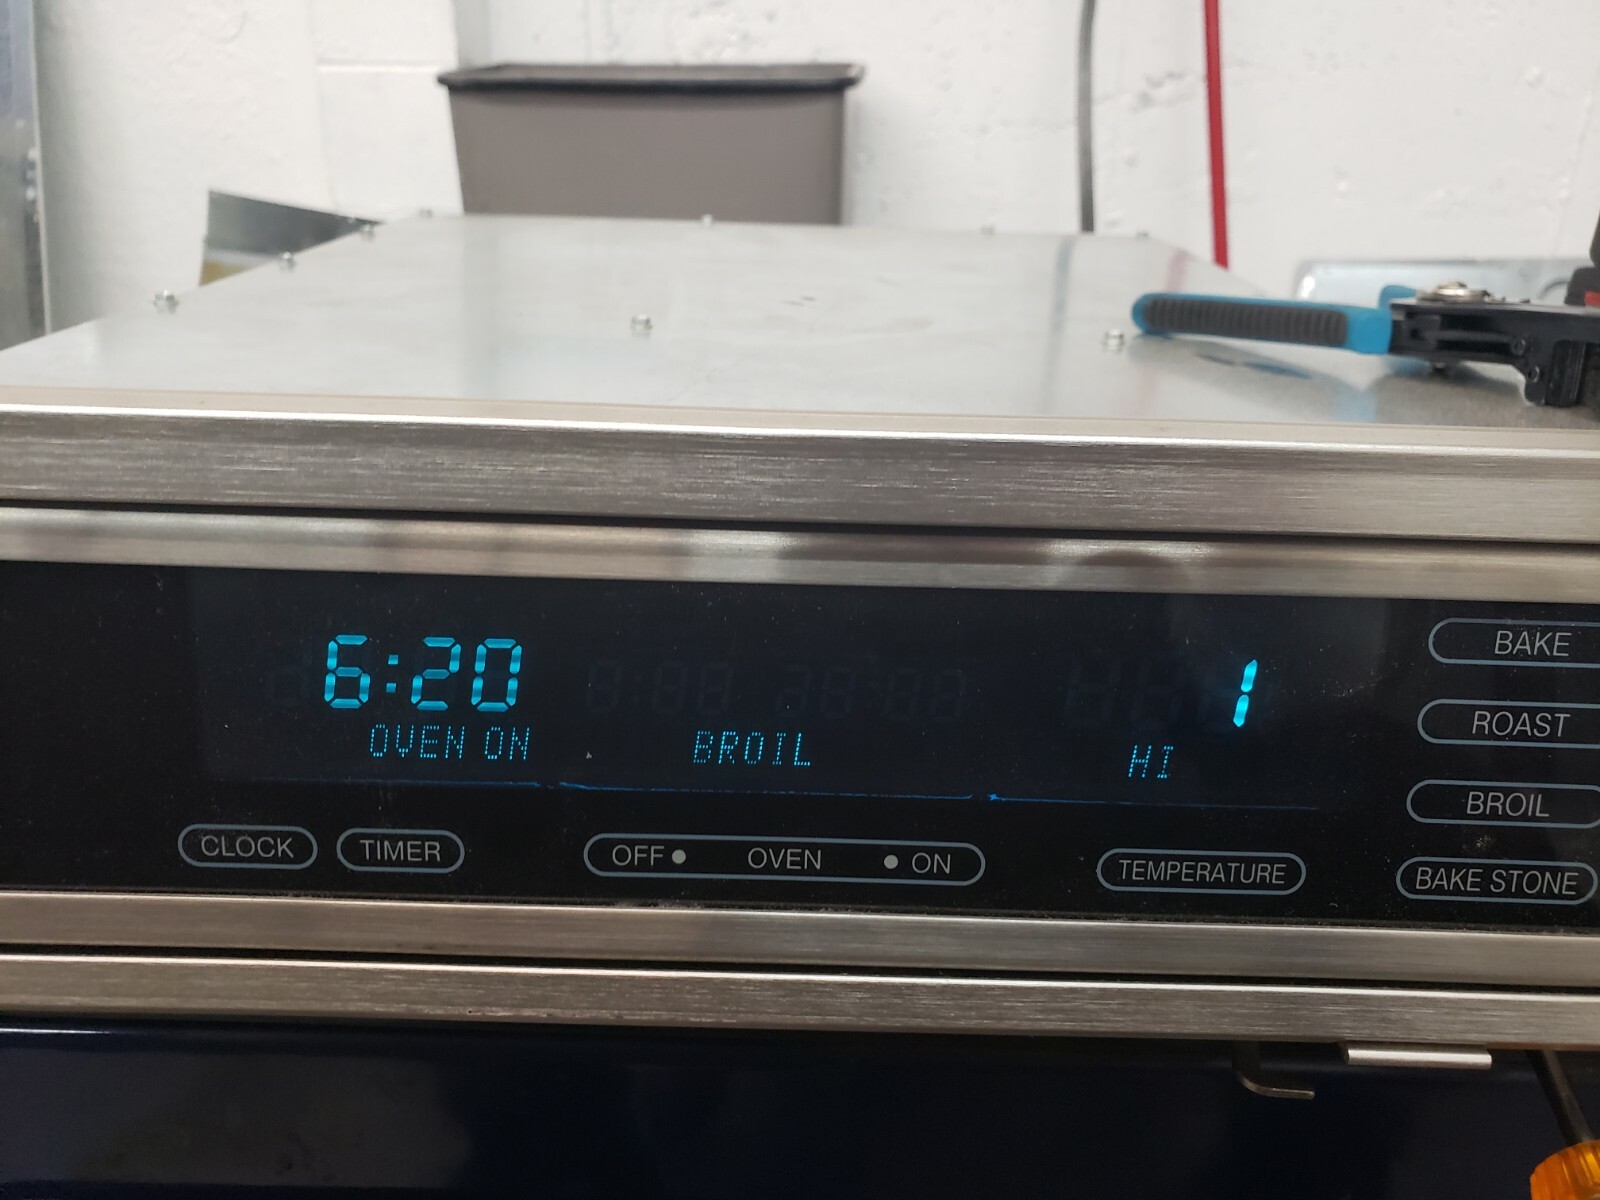 6:20
1
OVEN ON
BROIL
HI
CLOCK
TIMER
OFF • OVEN • ON
TEMPERATURE
BAKE
ROAST
BROIL
BAKE STONE